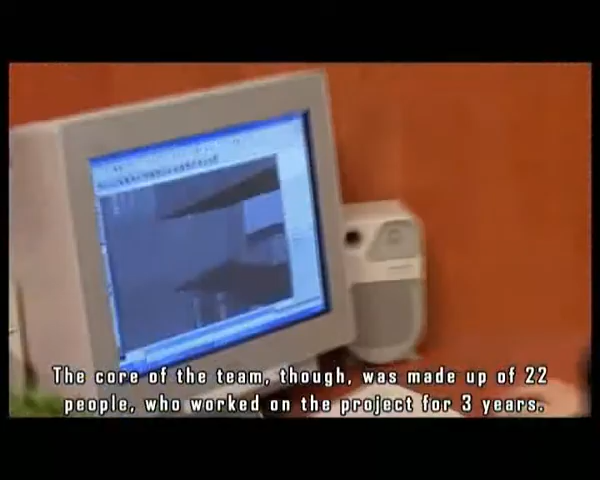 The core of the team, though, was made up of 22
people, who worked on the project for 3 years.